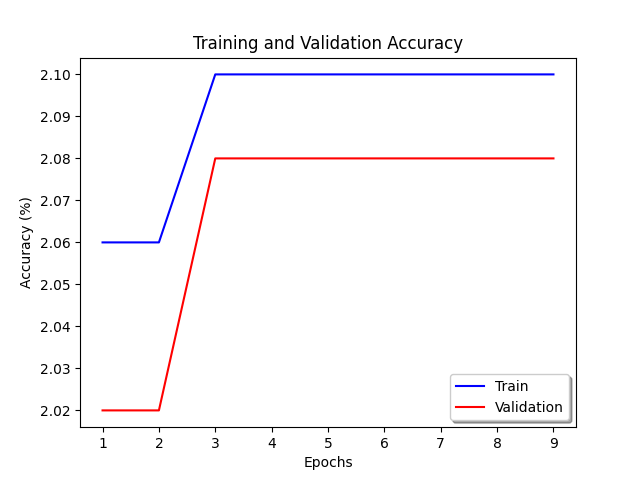 Training and Validation Accuracy
2.10
2.09
2.08
2.07
2.06
2.05
2.04
2.03
2.02
Accuracy (%)
Train
Validation
1 2 3 4 5 6 7 8 9
Epochs